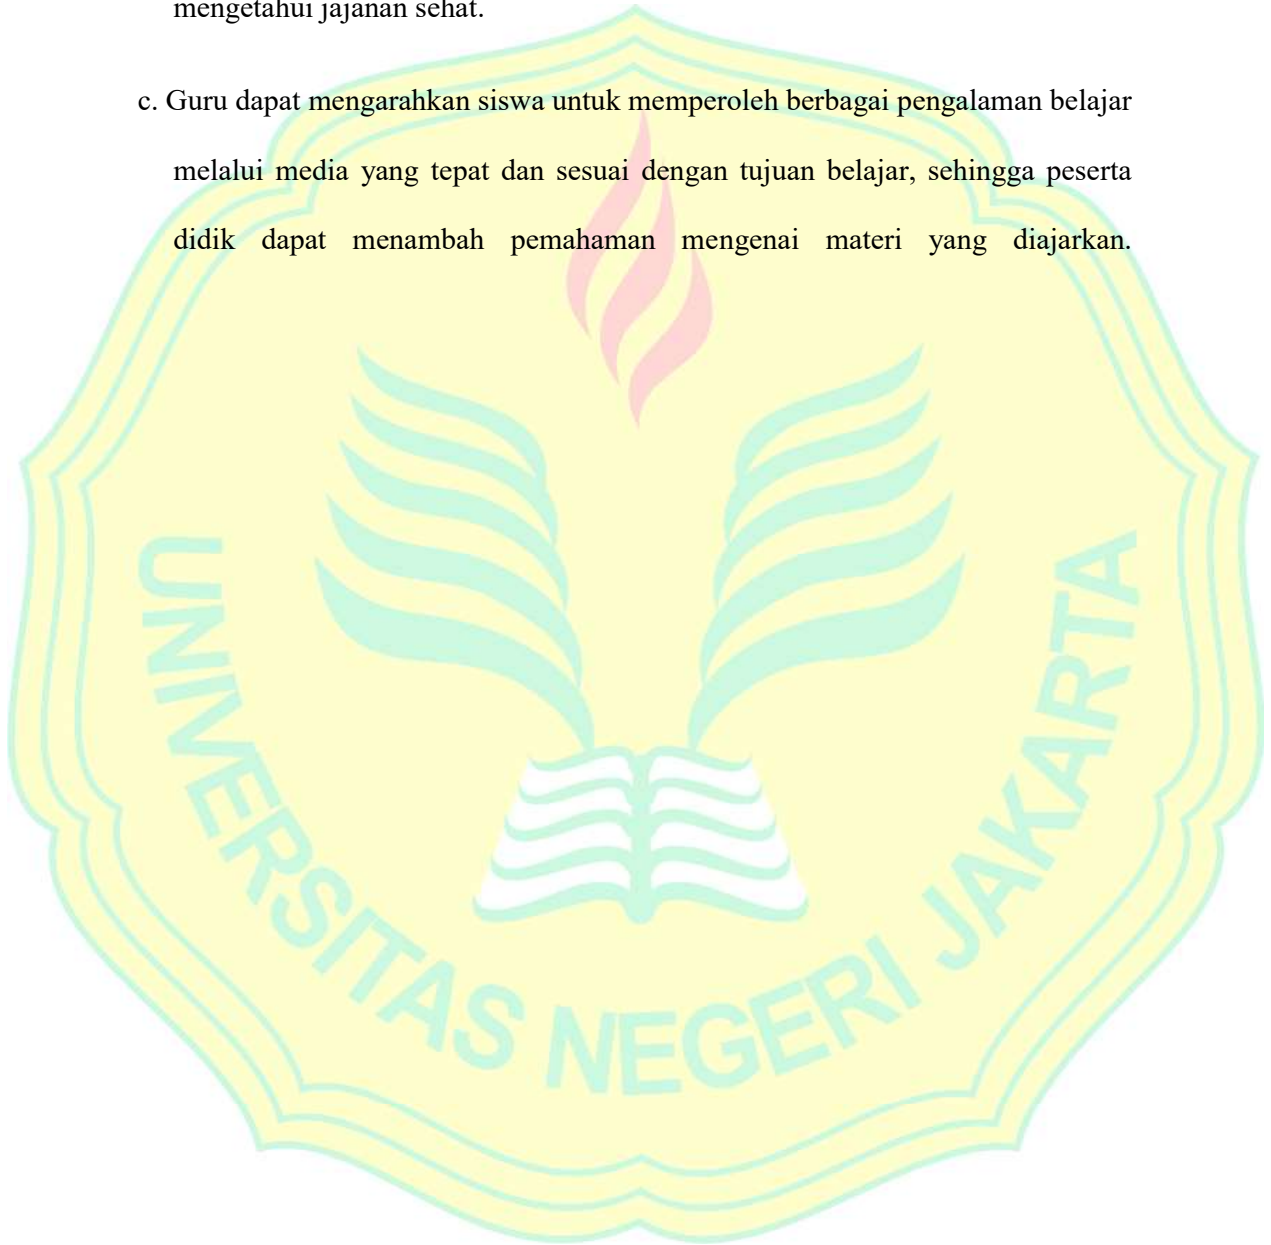 mengetahui jajanan sehat.
c. Guru dapat mengarahkan siswa untuk memperoleh berbagai pengalaman belajar
melalui media yang tepat dan sesuai dengan tujuan belajar, sehingga peserta
didik dapat menambah pemahaman mengenai materi yang diajarkan.
UNIVERSITAS NEGERI JAKARTA